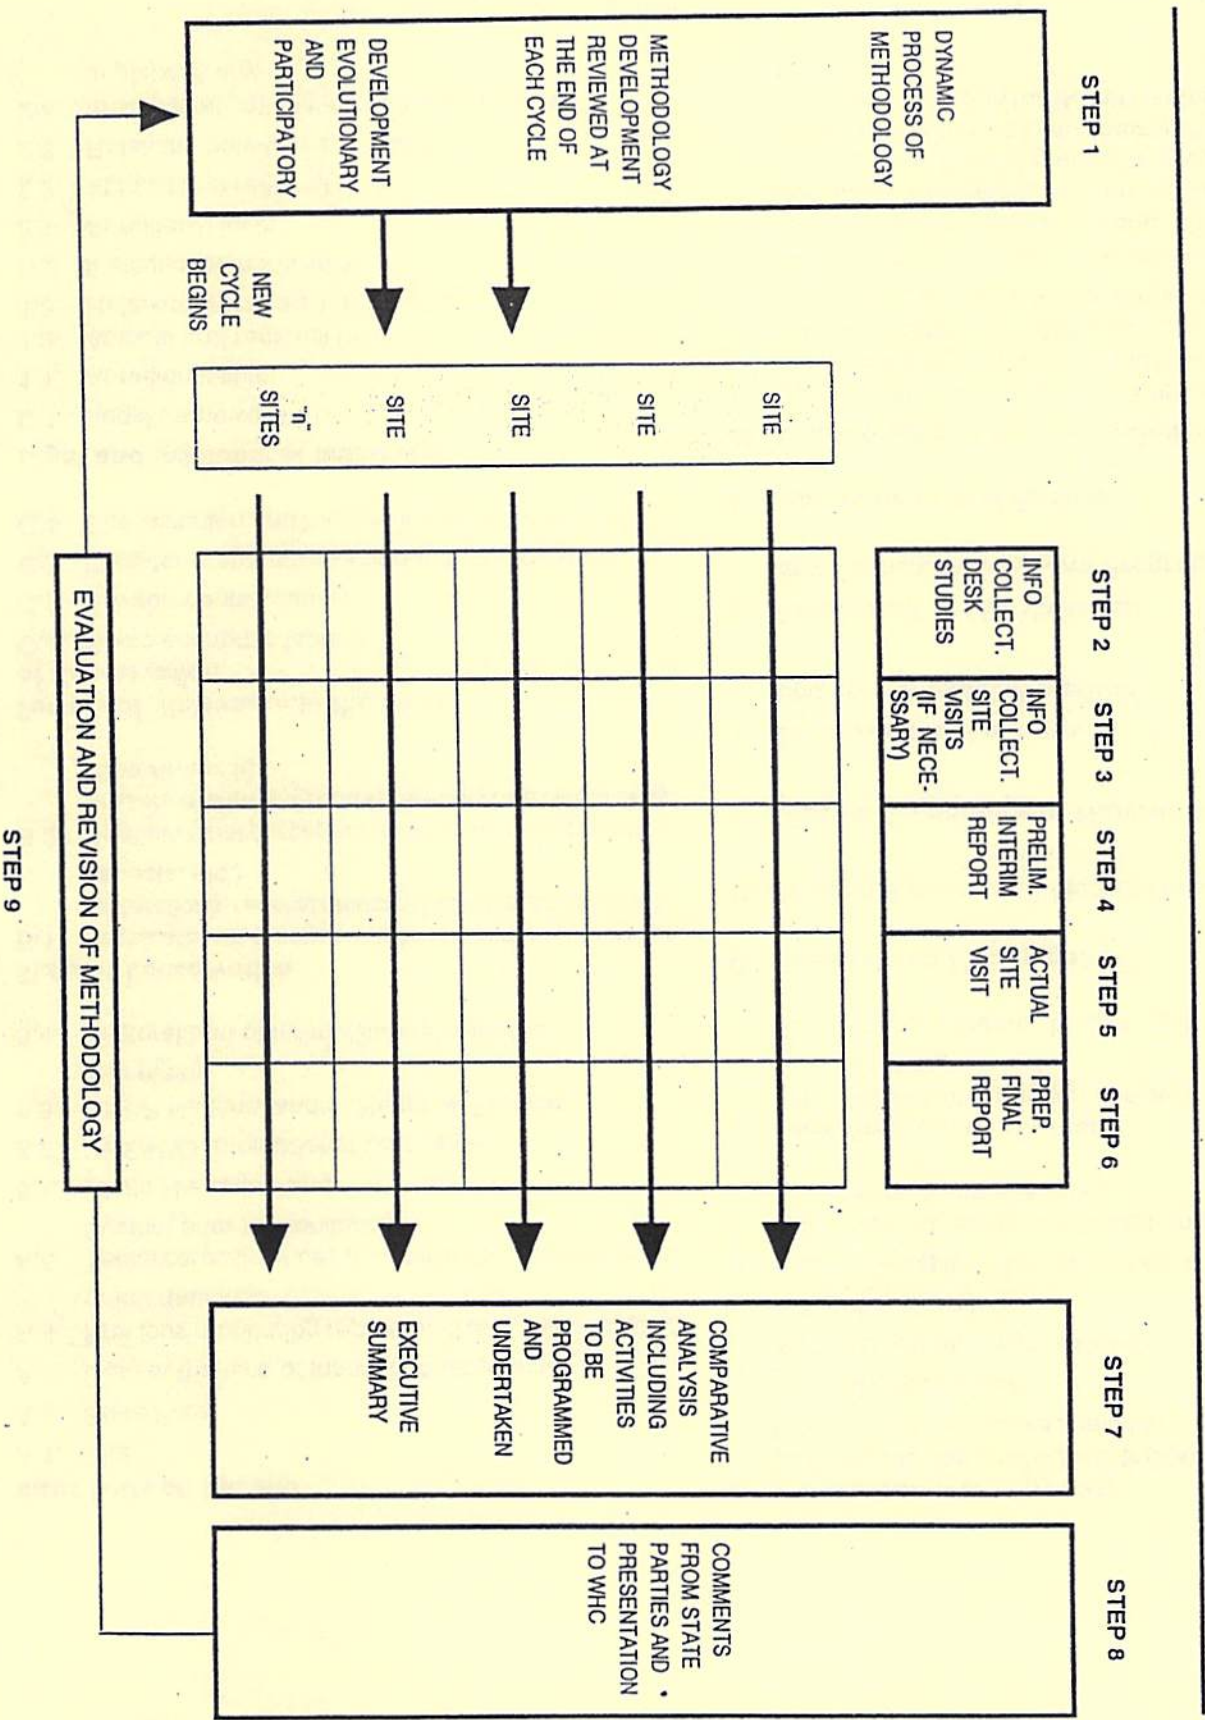 STEP 1
DYNAMIC
PROCESS OF
METHODOLOGY
METHODOLOGY
DEVELOPMENT
REVIEWED AT
THE END OF
EACH CYCLE
DEVELOPMENT
EVOLUTIONARY
AND
PARTICIPATORY
NEW
CYCLE
BEGINS
SITE
SITE
SITE
SITE
"n"
SITES
STEP 2
INFO
COLLECT.
DESK
STUDIES
STEP 3
INFO
COLLECT.
SITE
VISITS
(IF NECE-
SSARY)
STEP 4
PRELIM.
INTERIM
REPORT
STEP 5
ACTUAL
SITE
VISIT
STEP 6
PREP.
FINAL
REPORT
STEP 7
COMPARATIVE
ANALYSIS
INCLUDING
ACTIVITIES
TO BE
PROGRAMMED
AND
UNDERTAKEN
EXECUTIVE
SUMMARY
STEP 8
COMMENTS
FROM STATE
PARTIES AND
PRESENTATION
TO WHC
EVALUATION AND REVISION OF METHODOLOGY
STEP 9